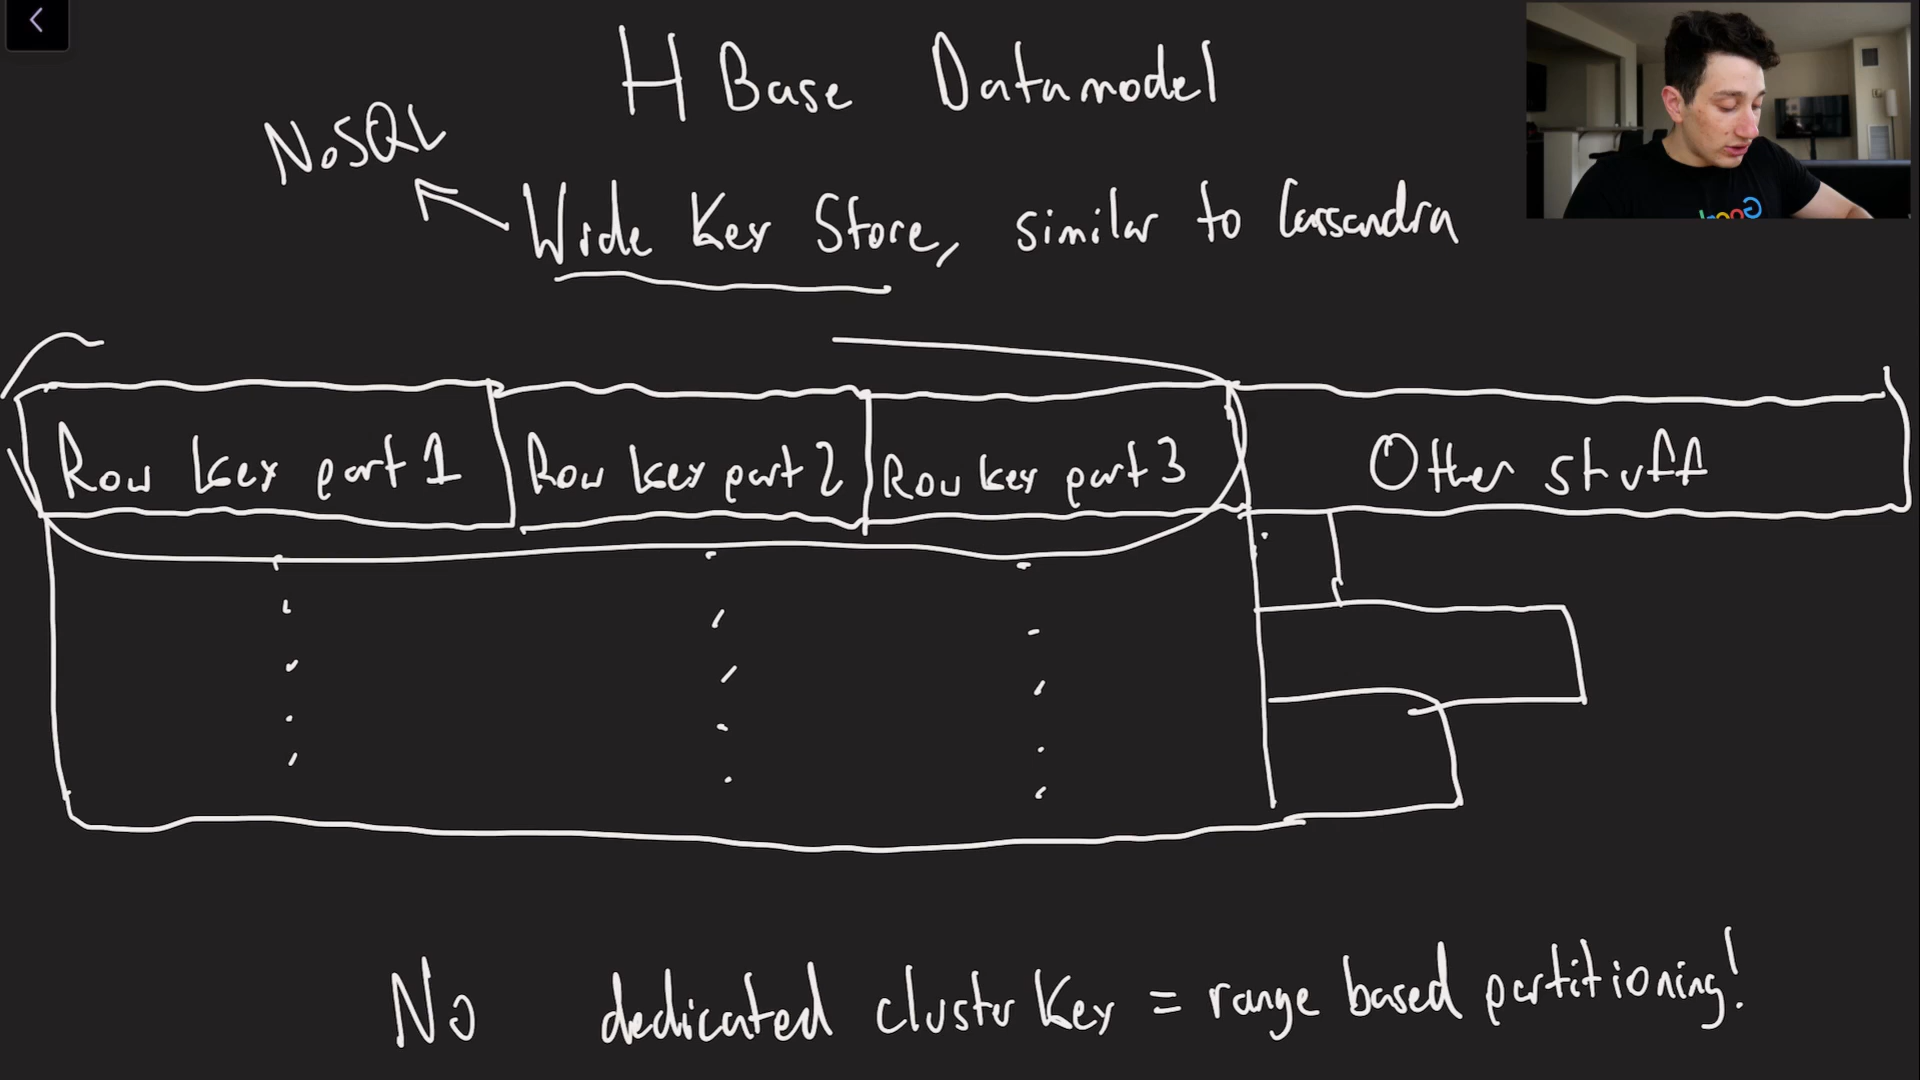 HBase Datamodel
NoSQL
Wide Key Store, similar to Cassandra
Row Key part 1 Row Key part 2 Row Key part 3 Other stuff
No dedicated cluster Key = range based partitioning!